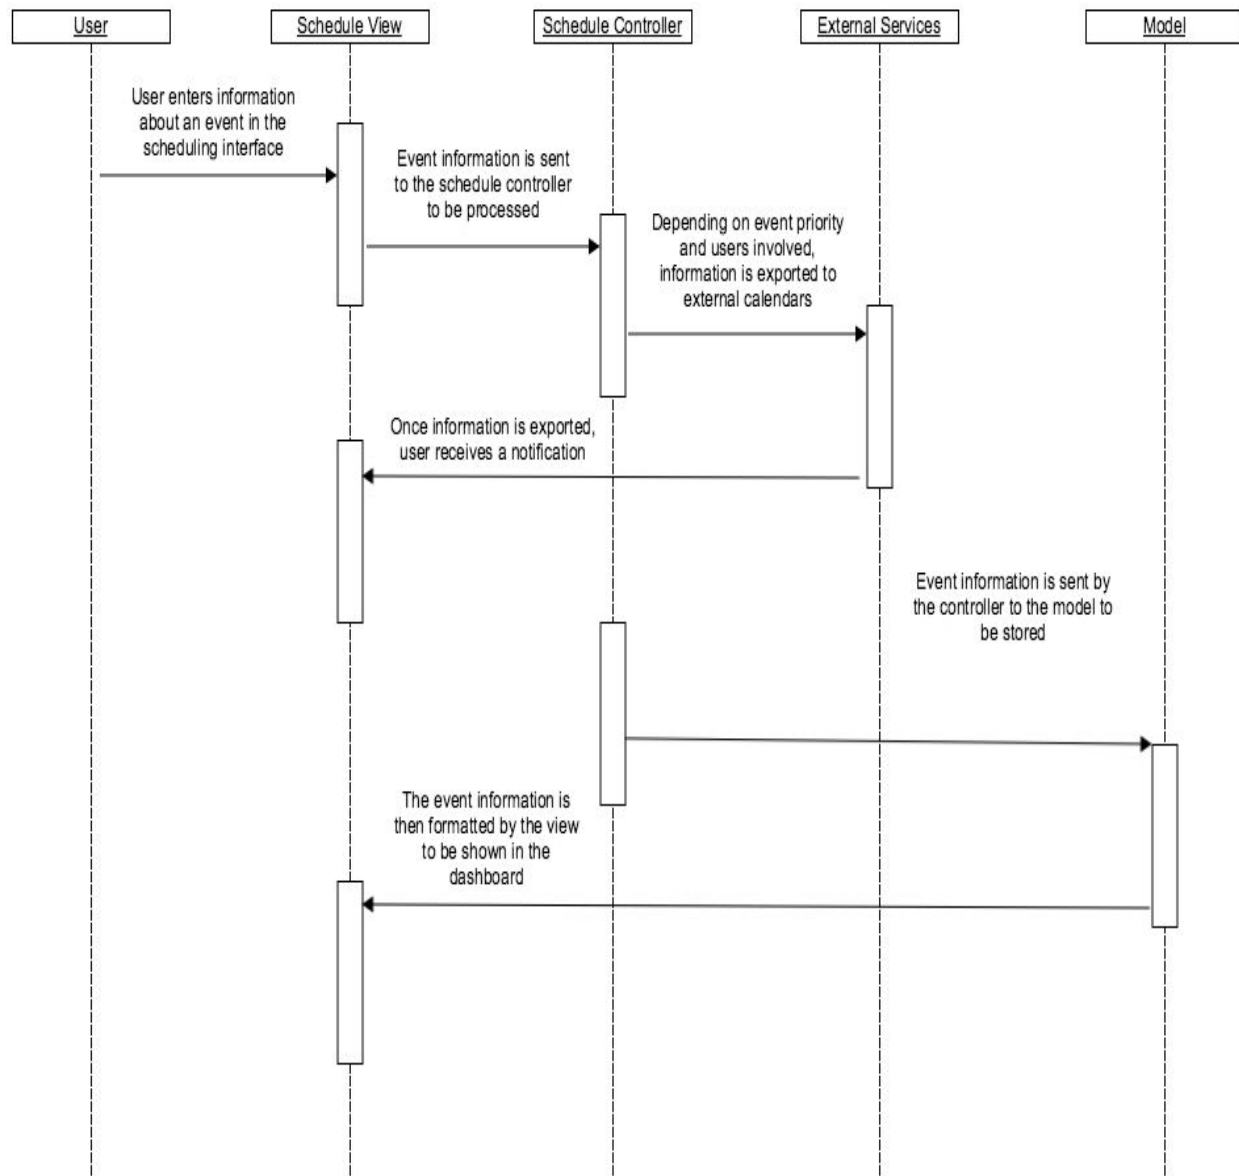 User
Schedule View
Schedule Controller
External Services
Model
User enters information
about an event in the
scheduling interface
Event information is sent
to the schedule controller
to be processed
Depending on event priority
and users involved,
information is exported to
external calendars
Once information is exported,
user receives a notification
Event information is sent by
the controller to the model to
be stored
The event information is
then formatted by the view
to be shown in the
dashboard